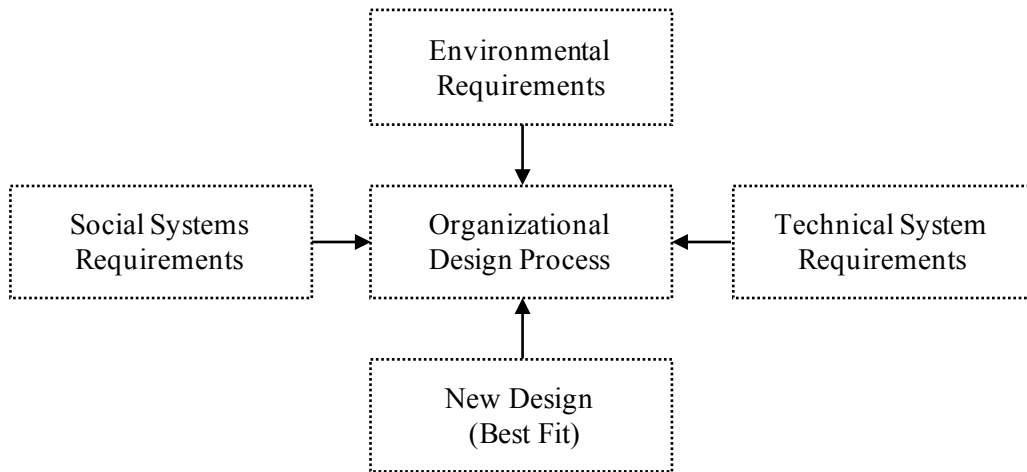 Environmental
Requirements
Social Systems
Requirements
Organizational
Design Process
Technical System
Requirements
New Design
(Best Fit)